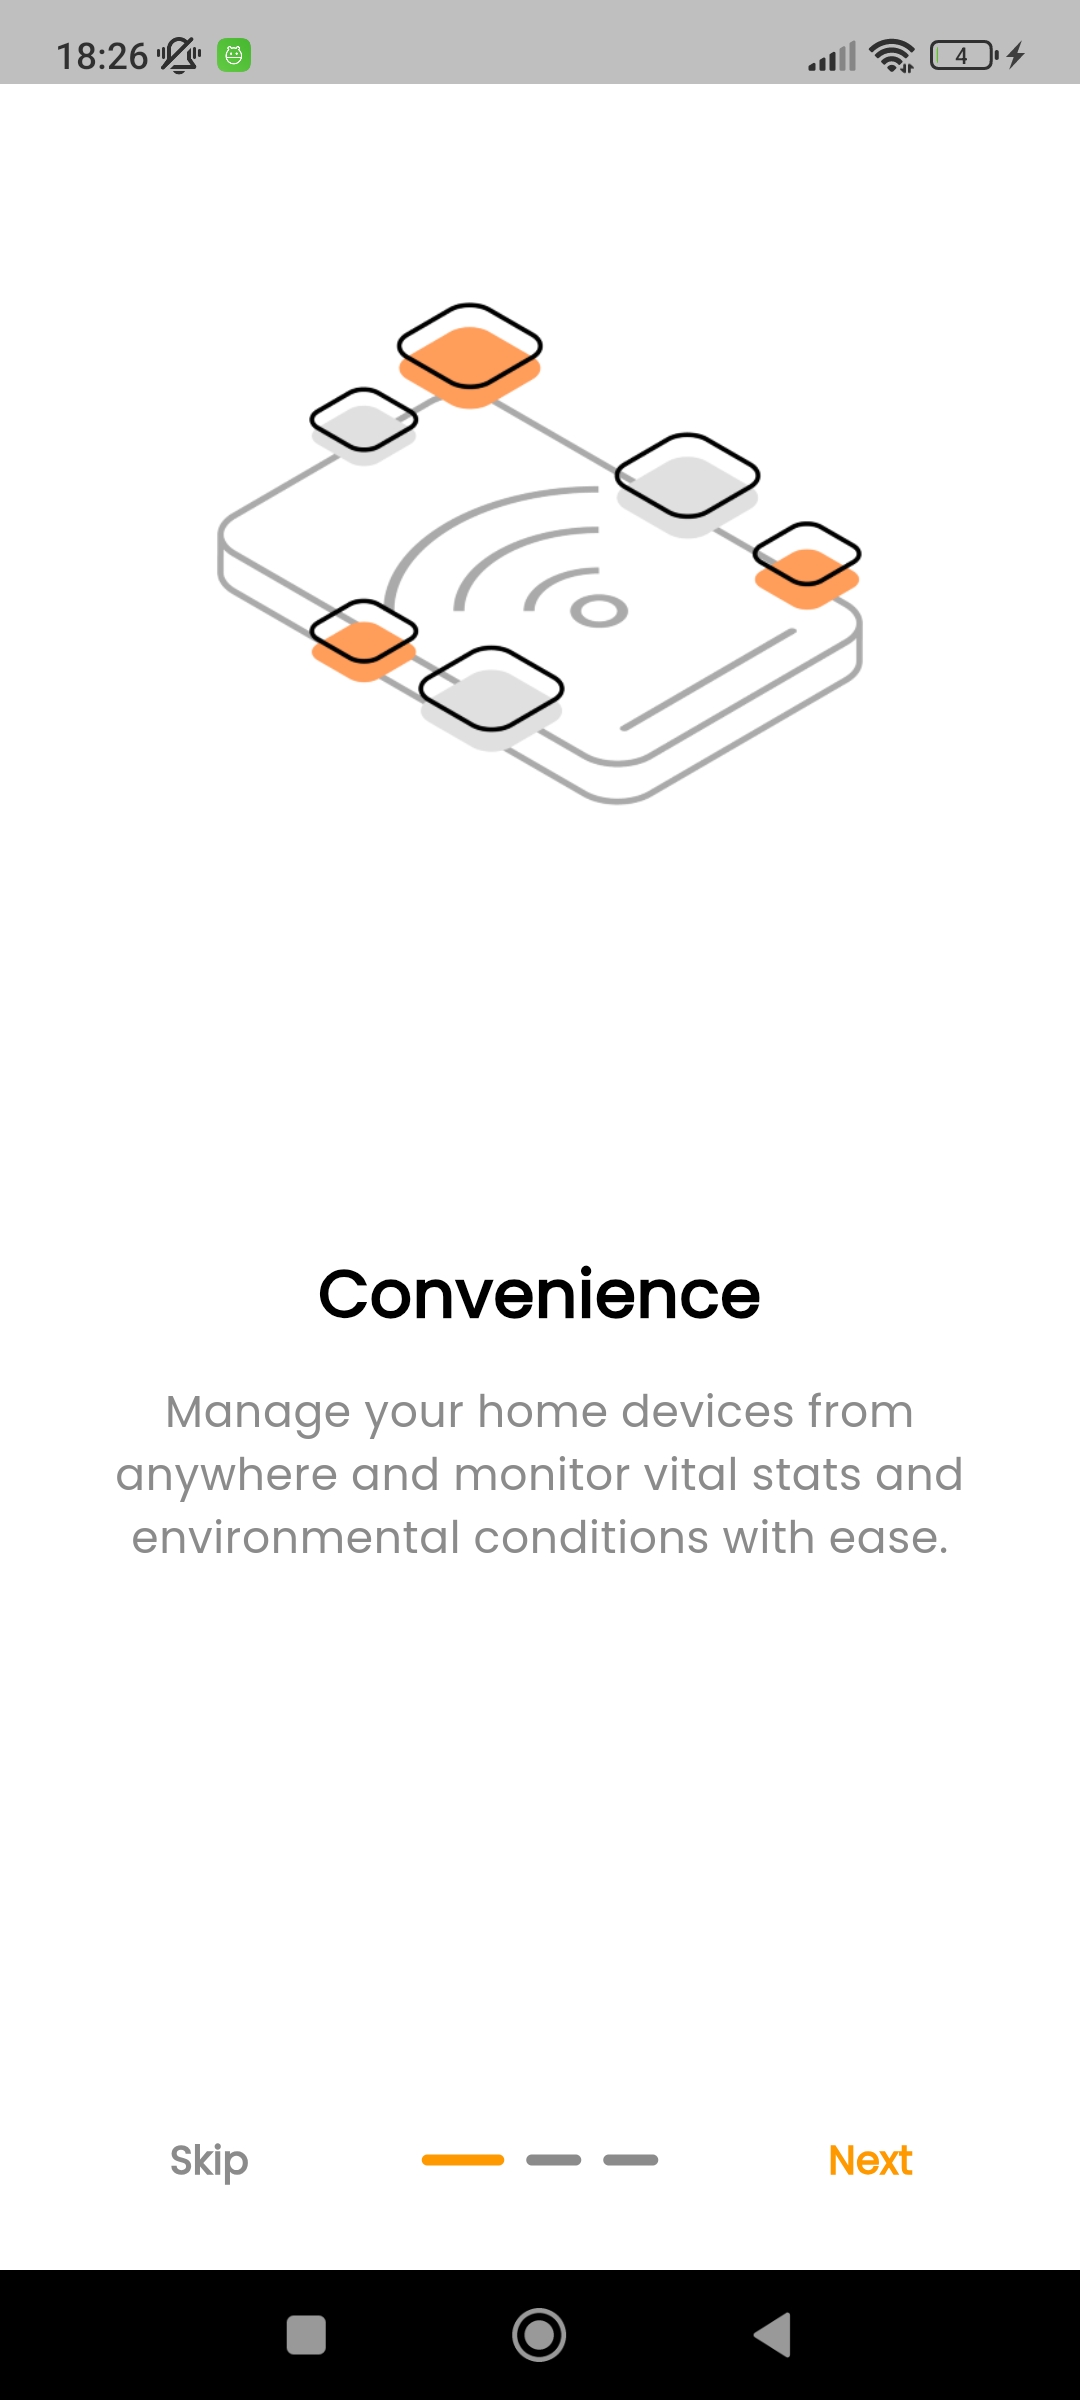 18:26
4
Convenience
Manage your home devices from
anywhere and monitor vital stats and
environmental conditions with ease.
Skip
Next